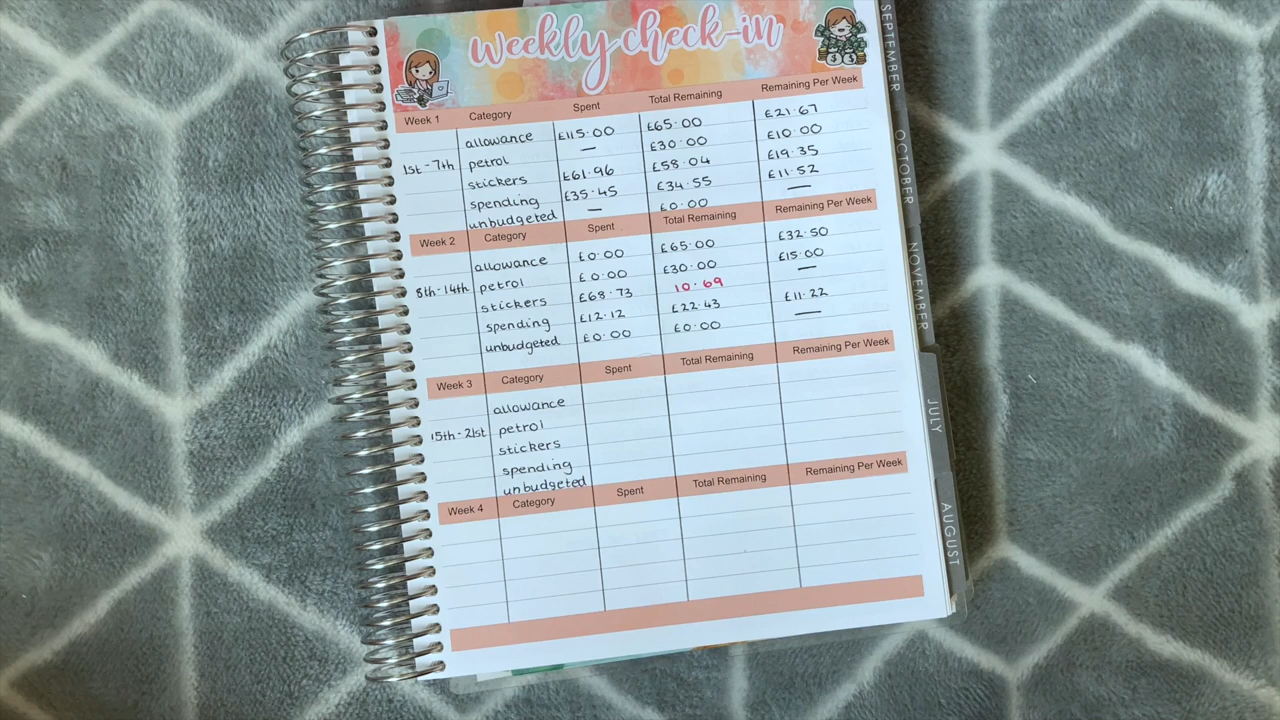 Weekly check-in
Week 1 Category Spent Total Remaining Remaining Per Week
allowance £115.00 £65.00 £21.67
1st-7th petrol — £30.00 £10.00
stickers £61.96 £58.04 £19.35
spending £35.45 £34.55 £11.52
unbudgeted — £0.00 —
Week 2 Category Spent Total Remaining Remaining Per Week
allowance £0.00 £65.00 £32.50
8th-14th petrol £0.00 £30.00 £15.00
stickers £68.73 10.69 —
spending £12.12 £22.43 £11.22
unbudgeted £0.00 £0.00 —
Week 3 Category Spent Total Remaining Remaining Per Week
allowance
15th-21st petrol
stickers
spending
unbudgeted
Week 4 Category Spent Total Remaining Remaining Per Week
SEPTEMBER
OCTOBER
NOVEMBER
JULY
AUGUST